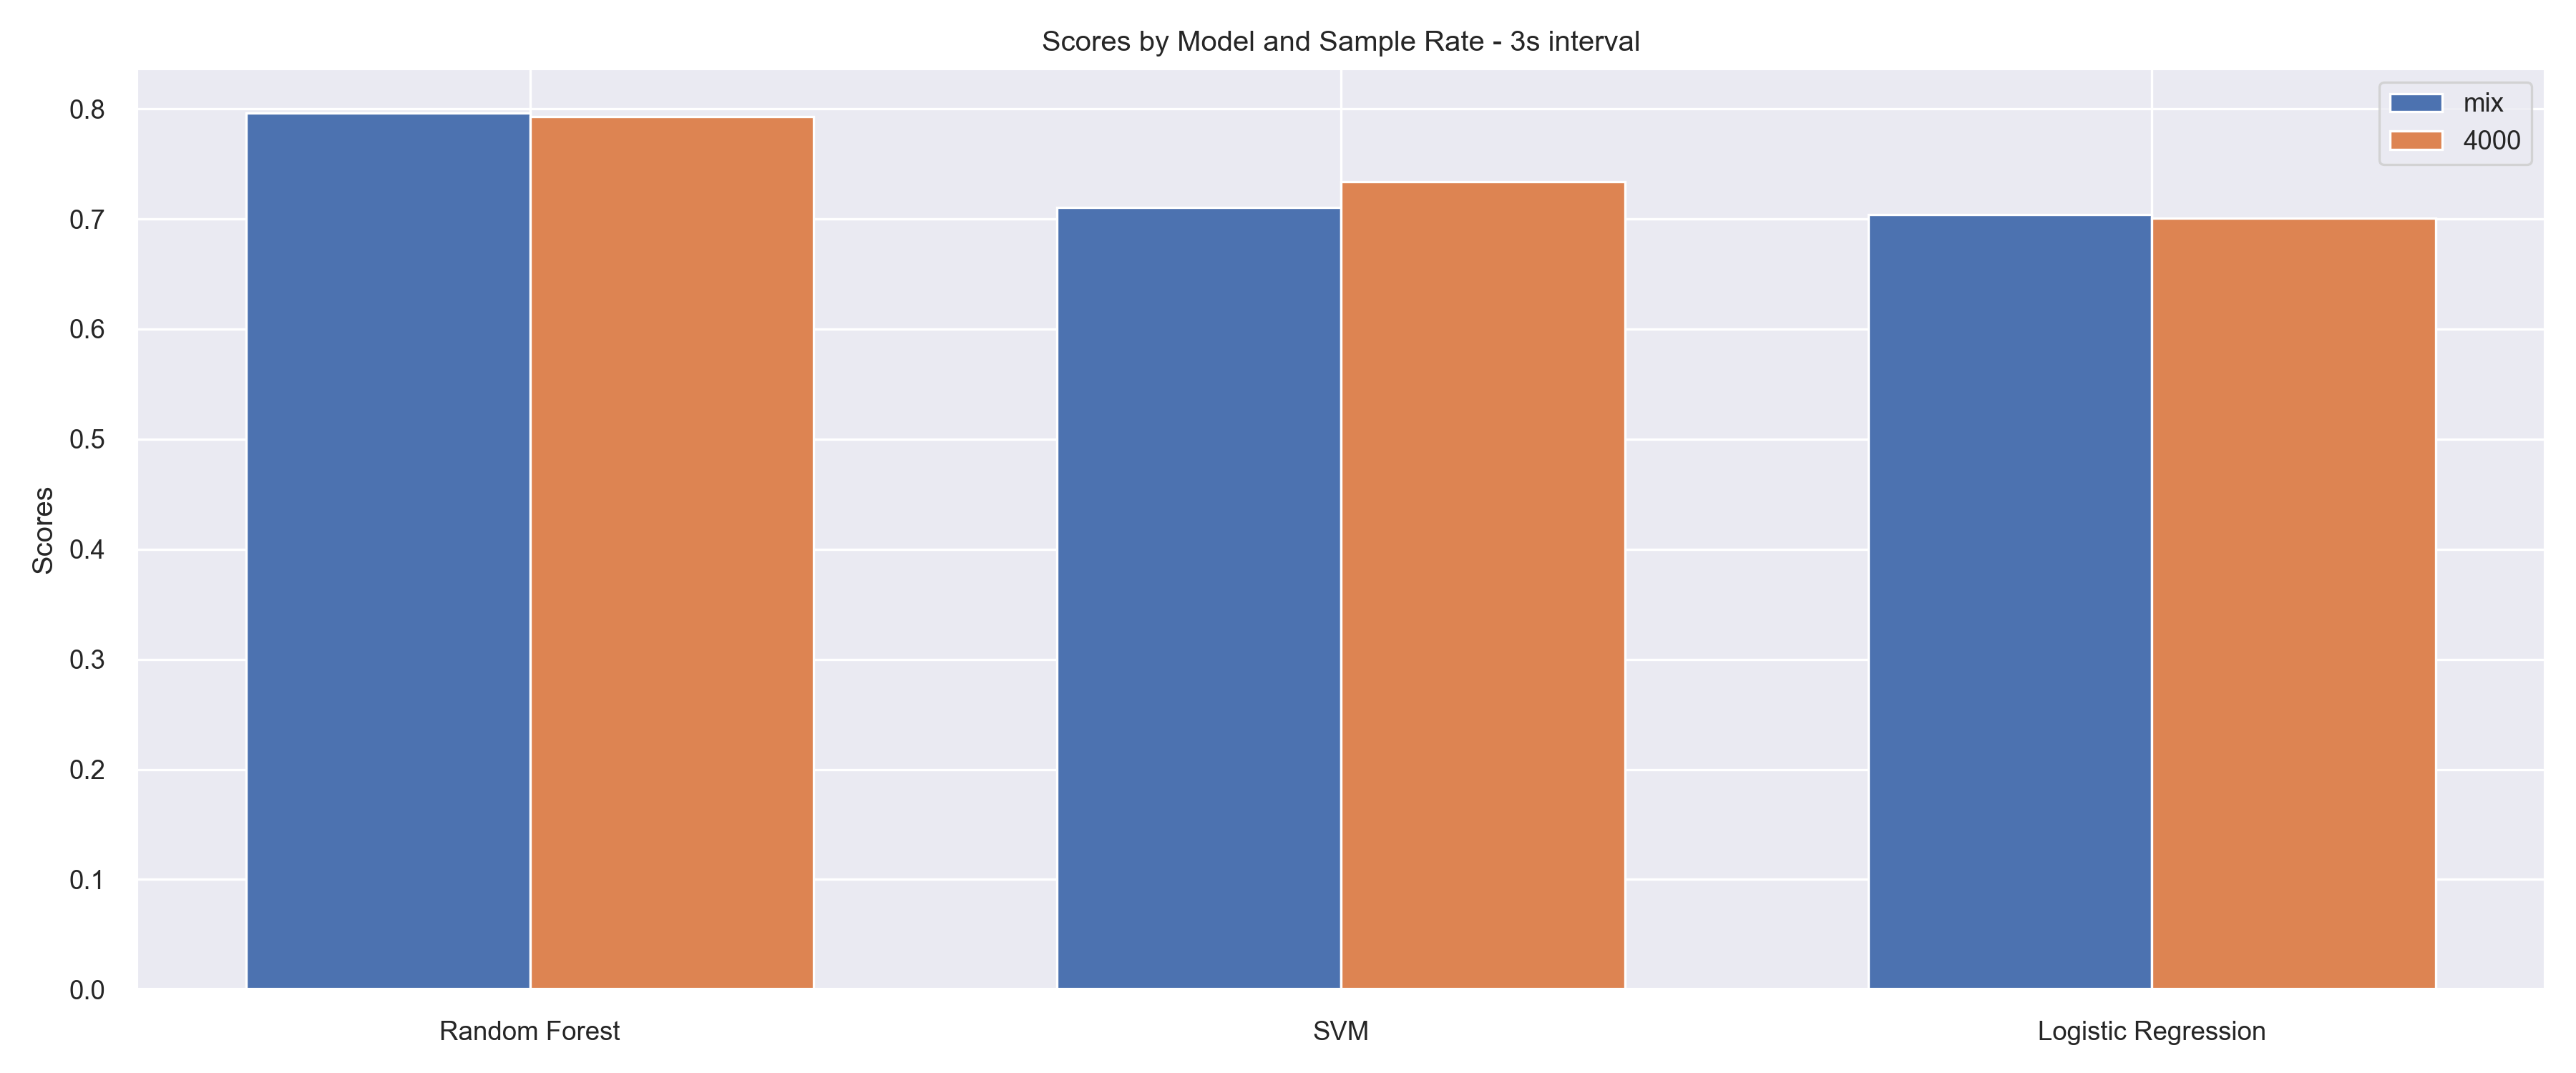 Scores by Model and Sample Rate - 3s interval
mix
4000
0.8
0.7
0.6
0.5
0.4
0.3
0.2
0.1
0.0
Scores
Random Forest
SVM
Logistic Regression